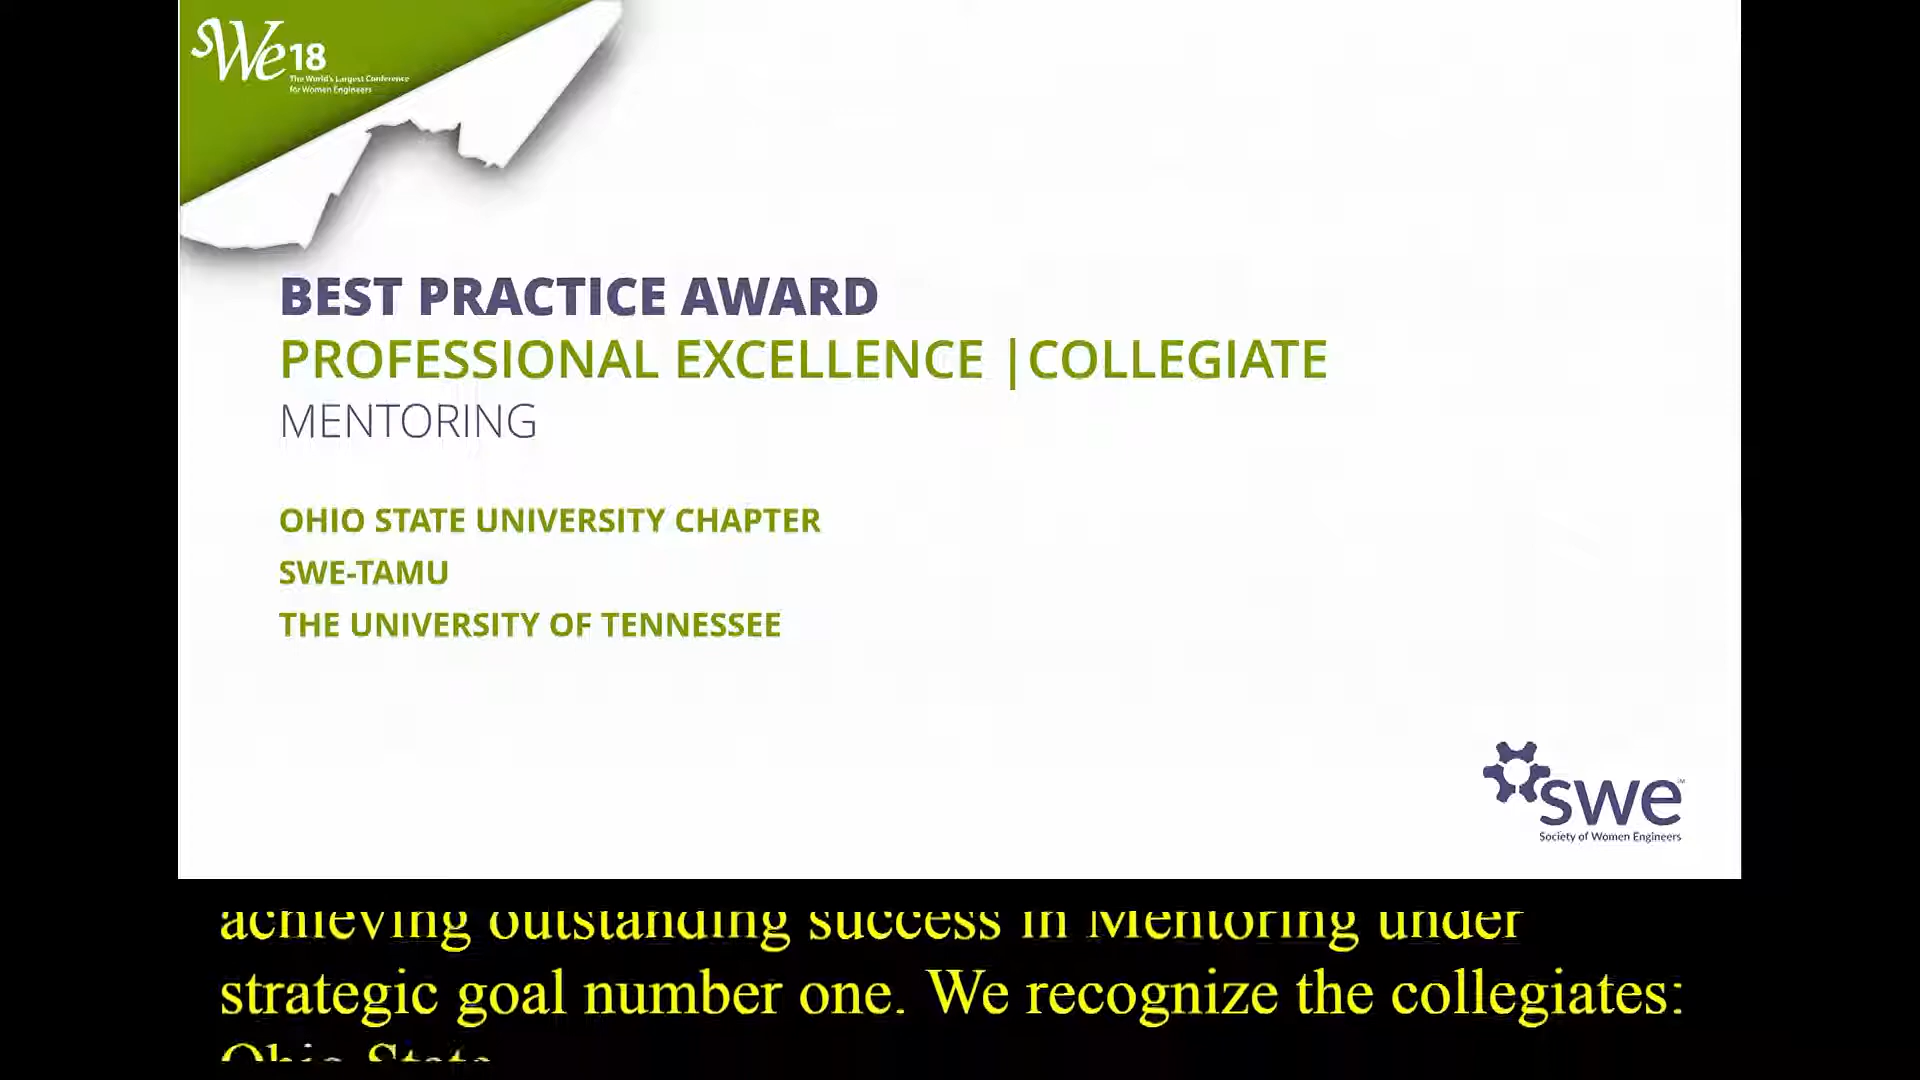 SWe18
The World's Largest Conference
for Women Engineers
BEST PRACTICE AWARD
PROFESSIONAL EXCELLENCE |COLLEGIATE
MENTORING
OHIO STATE UNIVERSITY CHAPTER
SWE-TAMU
THE UNIVERSITY OF TENNESSEE
swe™
Society of Women Engineers
achieving outstanding success in Mentoring under
strategic goal number one. We recognize the collegiates:
Ohio State